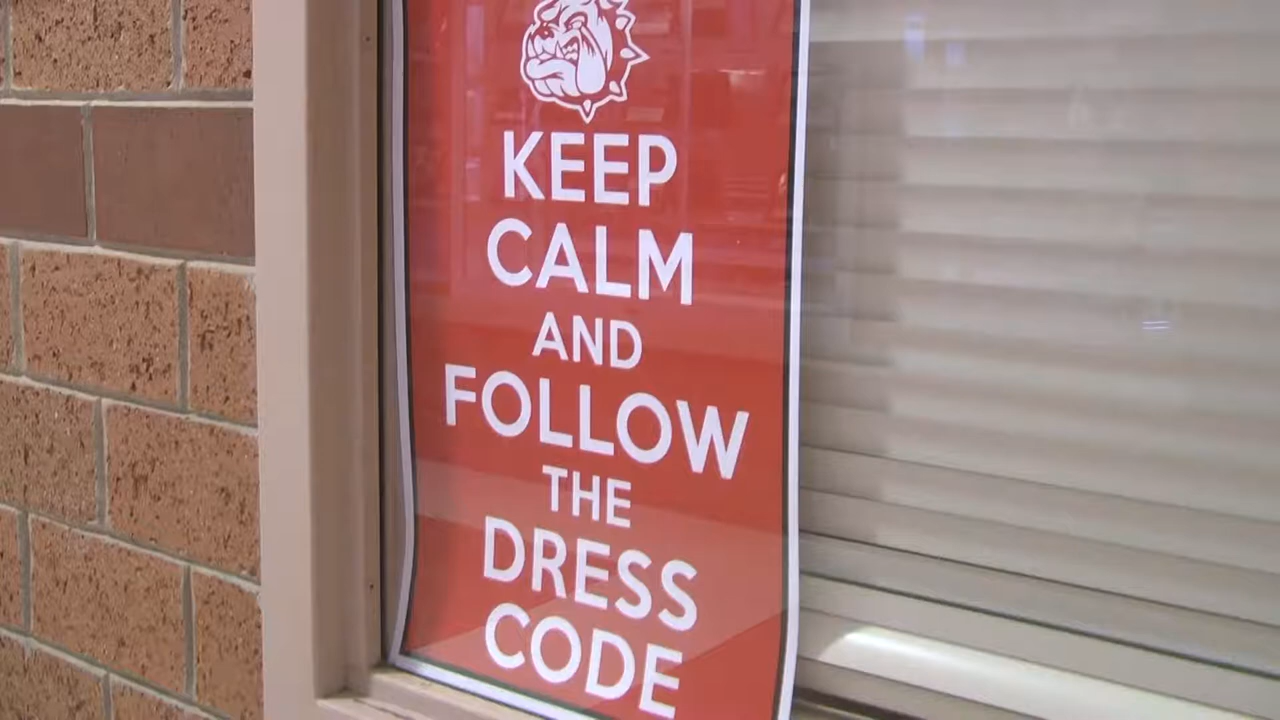 KEEP
CALM
AND
FOLLOW
THE
DRESS
CODE